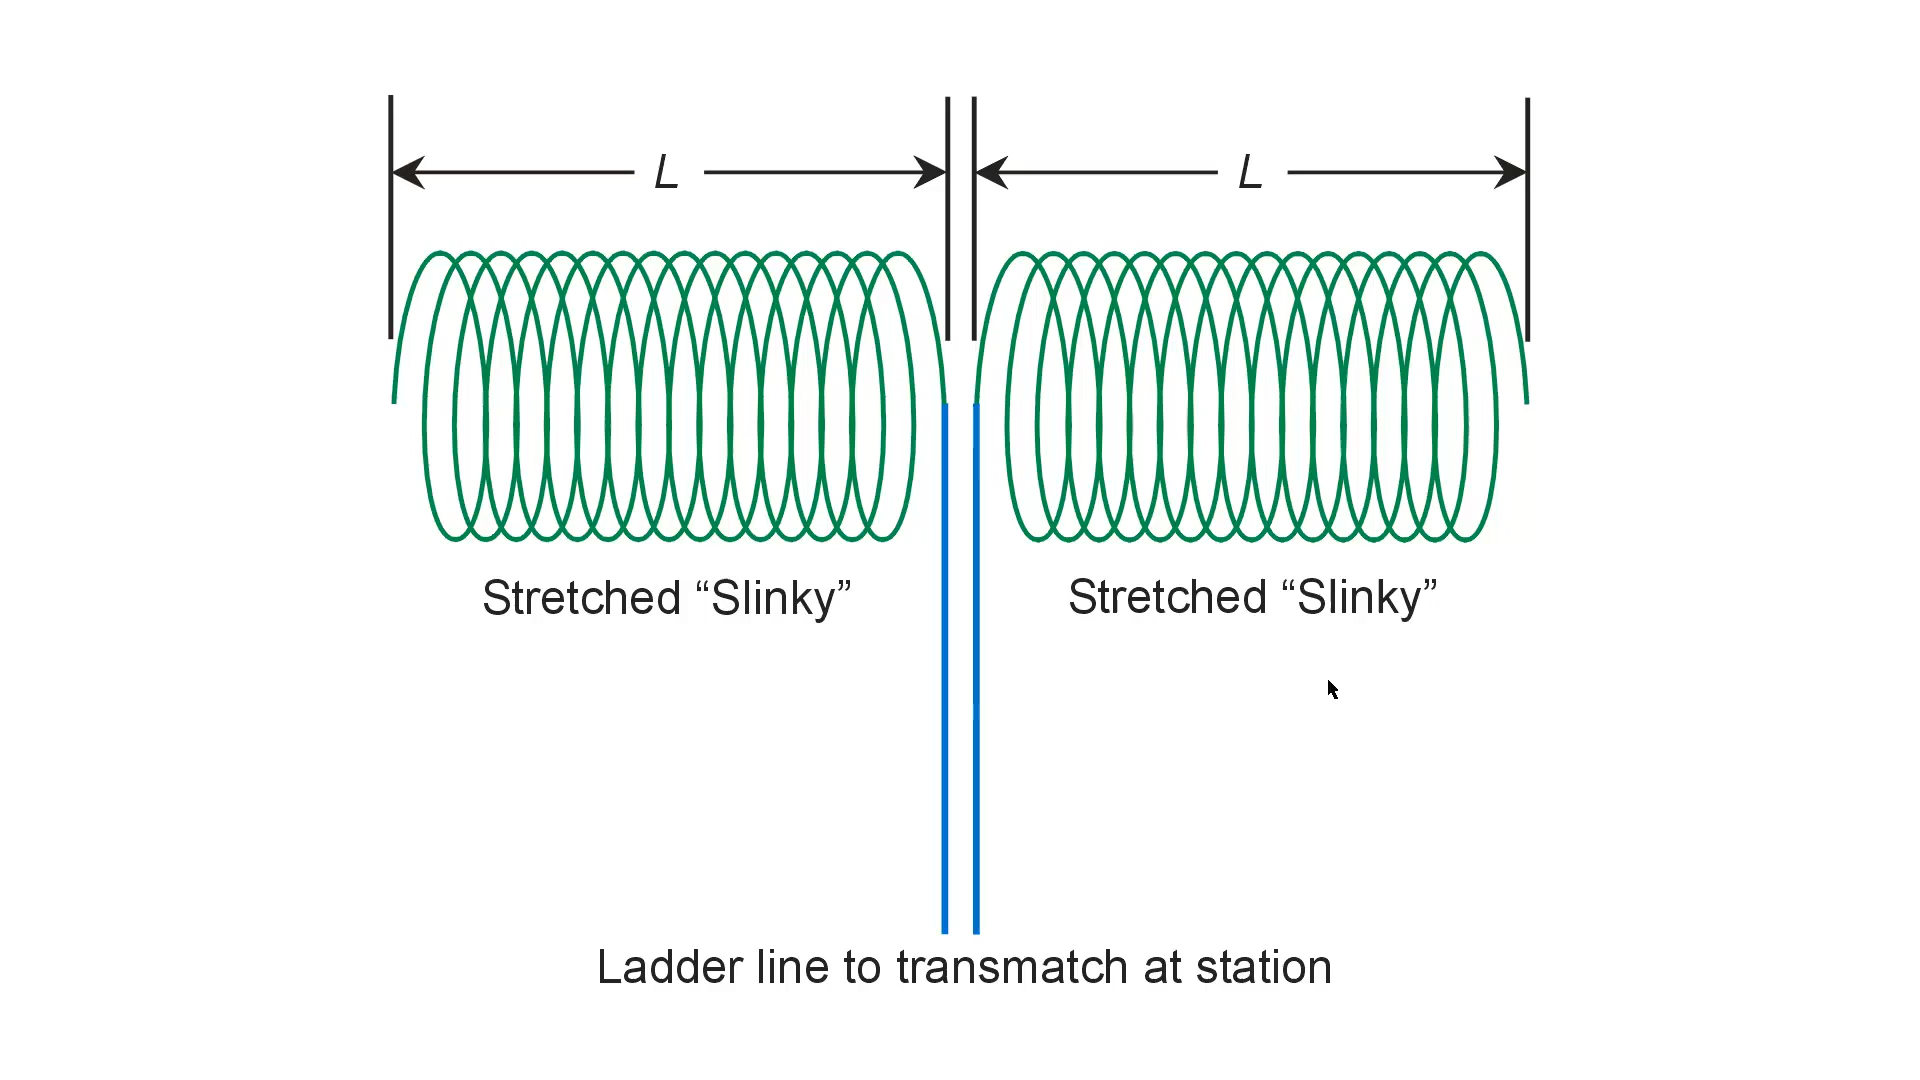 L
L
Stretched “Slinky”
Stretched “Slinky”
Ladder line to transmatch at station